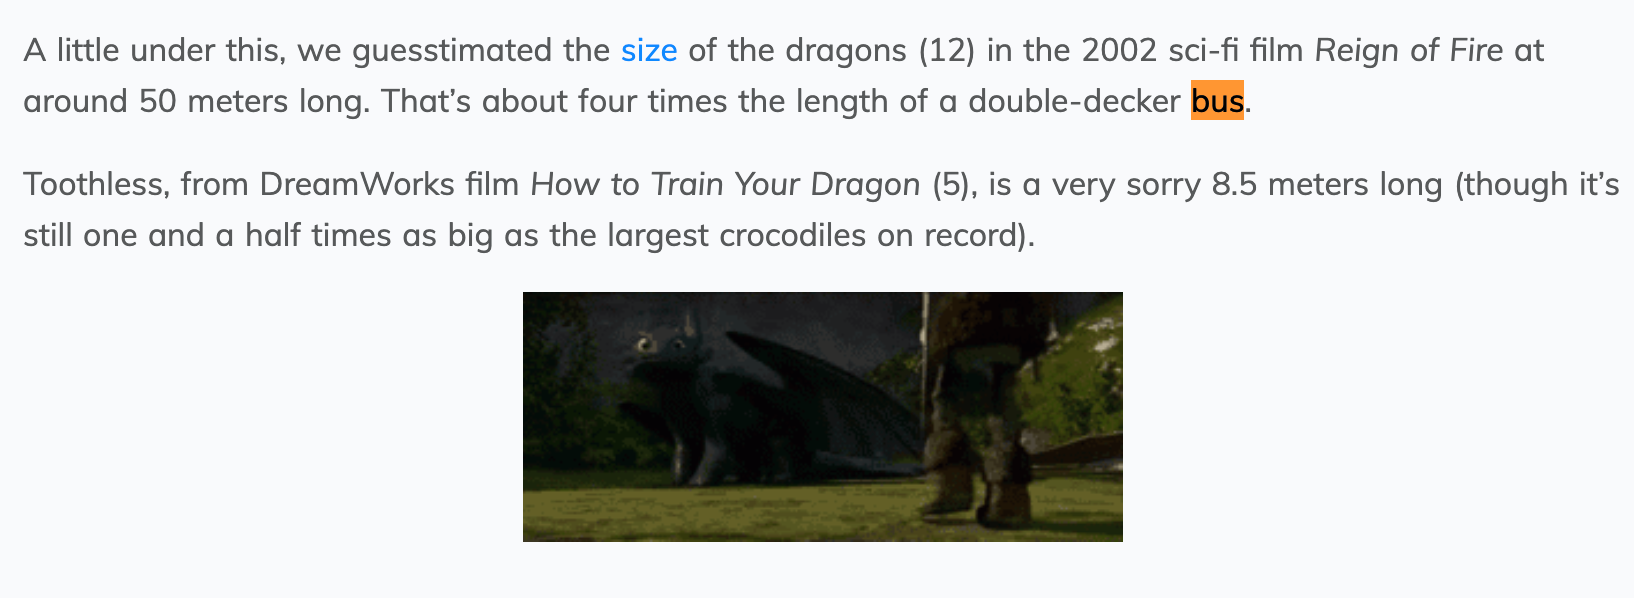 A little under this, we guesstimated the size of the dragons (12) in the 2002 sci-fi film Reign of Fire at
around 50 meters long. That’s about four times the length of a double-decker bus.
Toothless, from DreamWorks film How to Train Your Dragon (5), is a very sorry 8.5 meters long (though it’s
still one and a half times as big as the largest crocodiles on record).